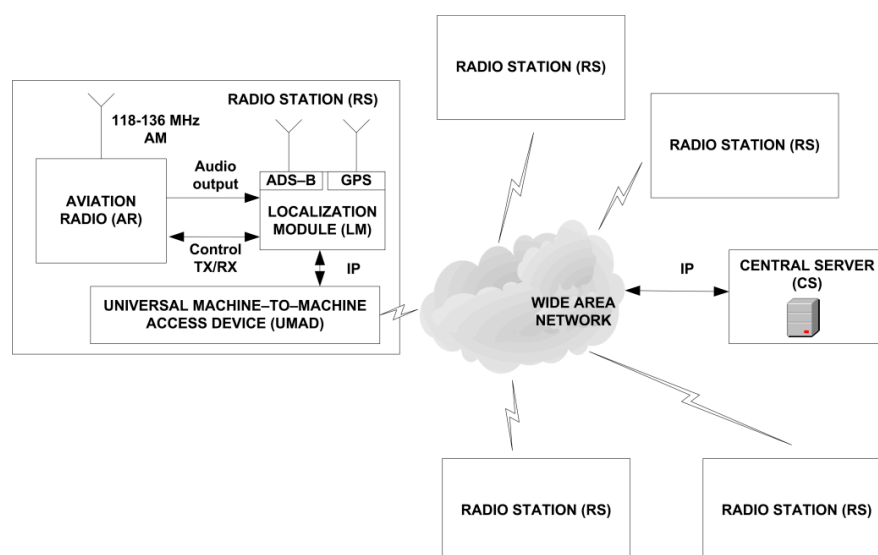 RADIO STATION (RS)
RADIO STATION (RS)
118-136 MHz
AM
AVIATION
RADIO (AR)
Audio
output
Control
TX/RX
ADS–B
GPS
LOCALIZATION
MODULE (LM)
IP
UNIVERSAL MACHINE–TO–MACHINE
ACCESS DEVICE (UMAD)
RADIO STATION (RS)
WIDE AREA
NETWORK
IP
CENTRAL SERVER
(CS)
RADIO STATION (RS)
RADIO STATION (RS)